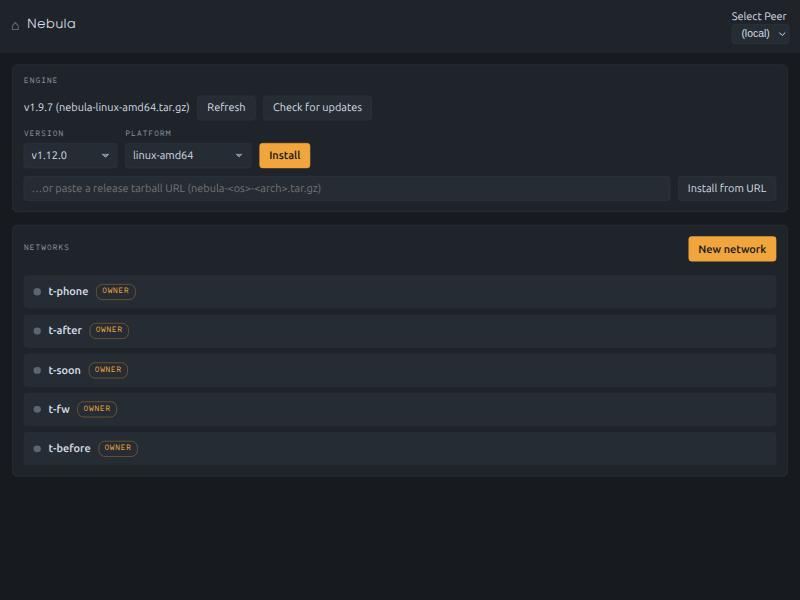 Nebula
Select Peer
(local)
ENGINE
v1.9.7 (nebula-linux-amd64.tar.gz) Refresh Check for updates
VERSION PLATFORM
v1.12.0 linux-amd64 Install
...or paste a release tarball URL (nebula-<os>-<arch>.tar.gz) Install from URL
NETWORKS New network
t-phone OWNER
t-after OWNER
t-soon OWNER
t-fw OWNER
t-before OWNER